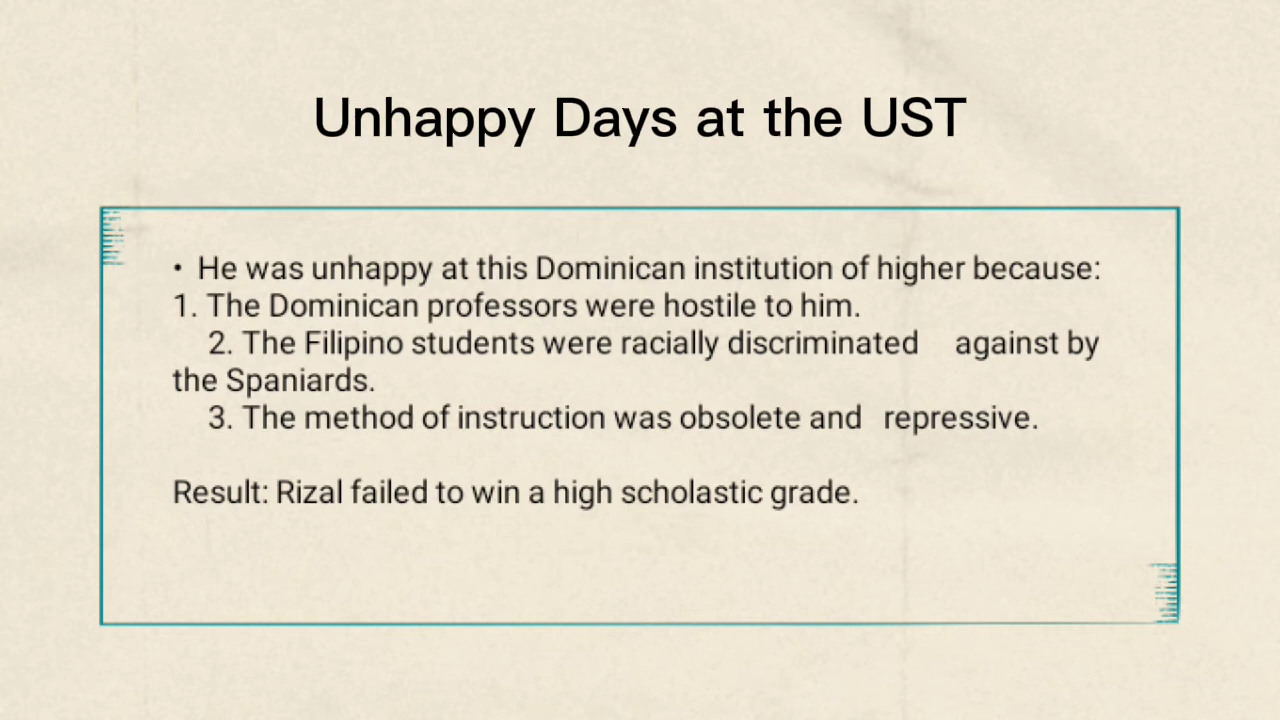 Unhappy Days at the UST
• He was unhappy at this Dominican institution of higher because:
1. The Dominican professors were hostile to him.
2. The Filipino students were racially discriminated against by
the Spaniards.
3. The method of instruction was obsolete and repressive.
Result: Rizal failed to win a high scholastic grade.